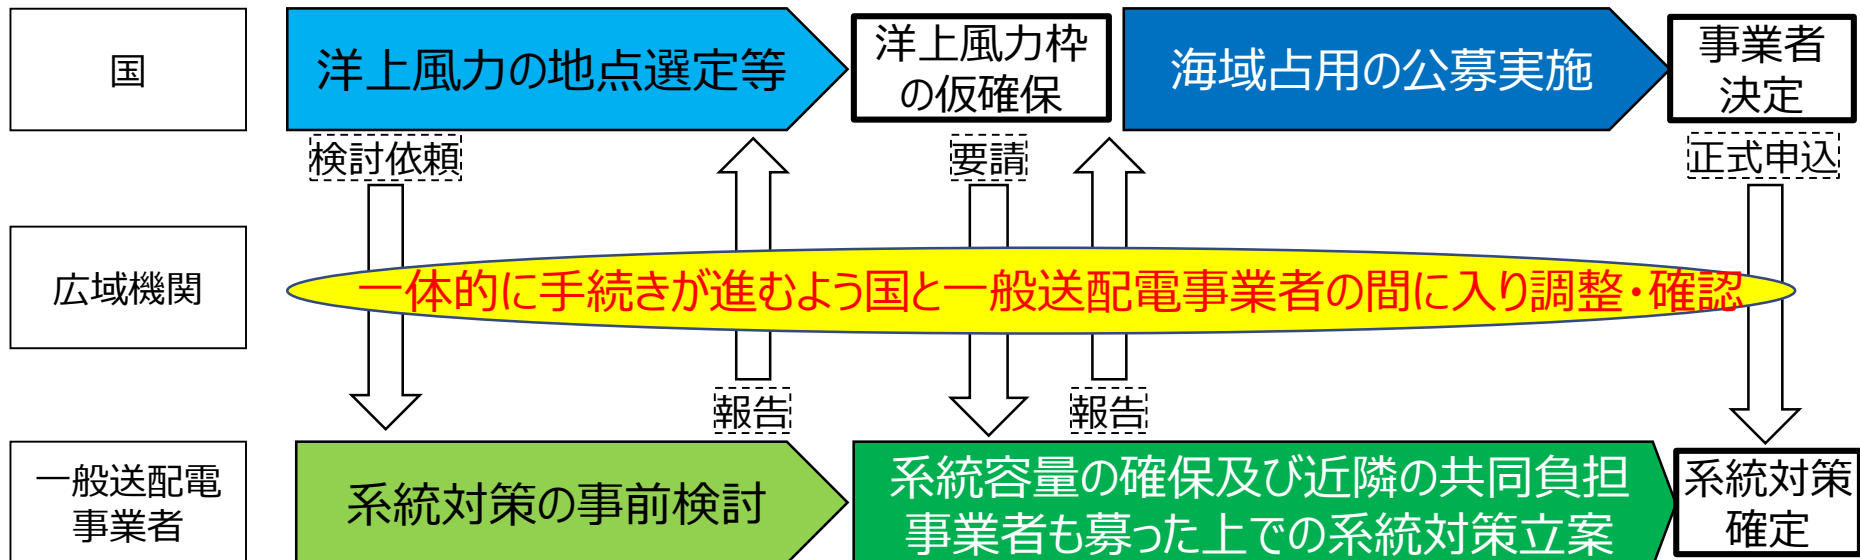 国
洋上風力の地点選定等
洋上風力枠
の仮確保
海域占用の公募実施
事業者
決定
検討依頼
要請
正式申込
広域機関
一体的に手続きが進むよう国と一般送配電事業者の間に入り調整・確認
報告
報告
一般送配電
事業者
系統対策の事前検討
系統容量の確保及び近隣の共同負担
事業者も募った上での系統対策立案
系統対策
確定